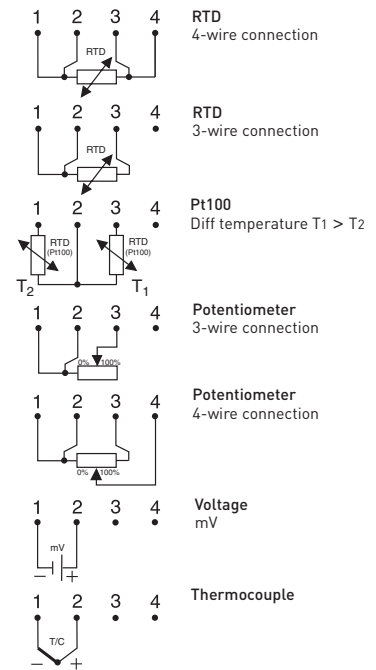 1 2 3 4
RTD
4-wire connection
RTD
1 2 3 4
RTD
3-wire connection
RTD
1 2 3 4
Pt100
Diff temperature T1 > T2
RTD
(Pt100)
RTD
(Pt100)
T2
T1
1 2 3 4
Potentiometer
3-wire connection
0% 100%
1 2 3 4
Potentiometer
4-wire connection
0% 100%
1 2 3 4
Voltage
mV
mV
– +
1 2 3 4
Thermocouple
T/C
– +